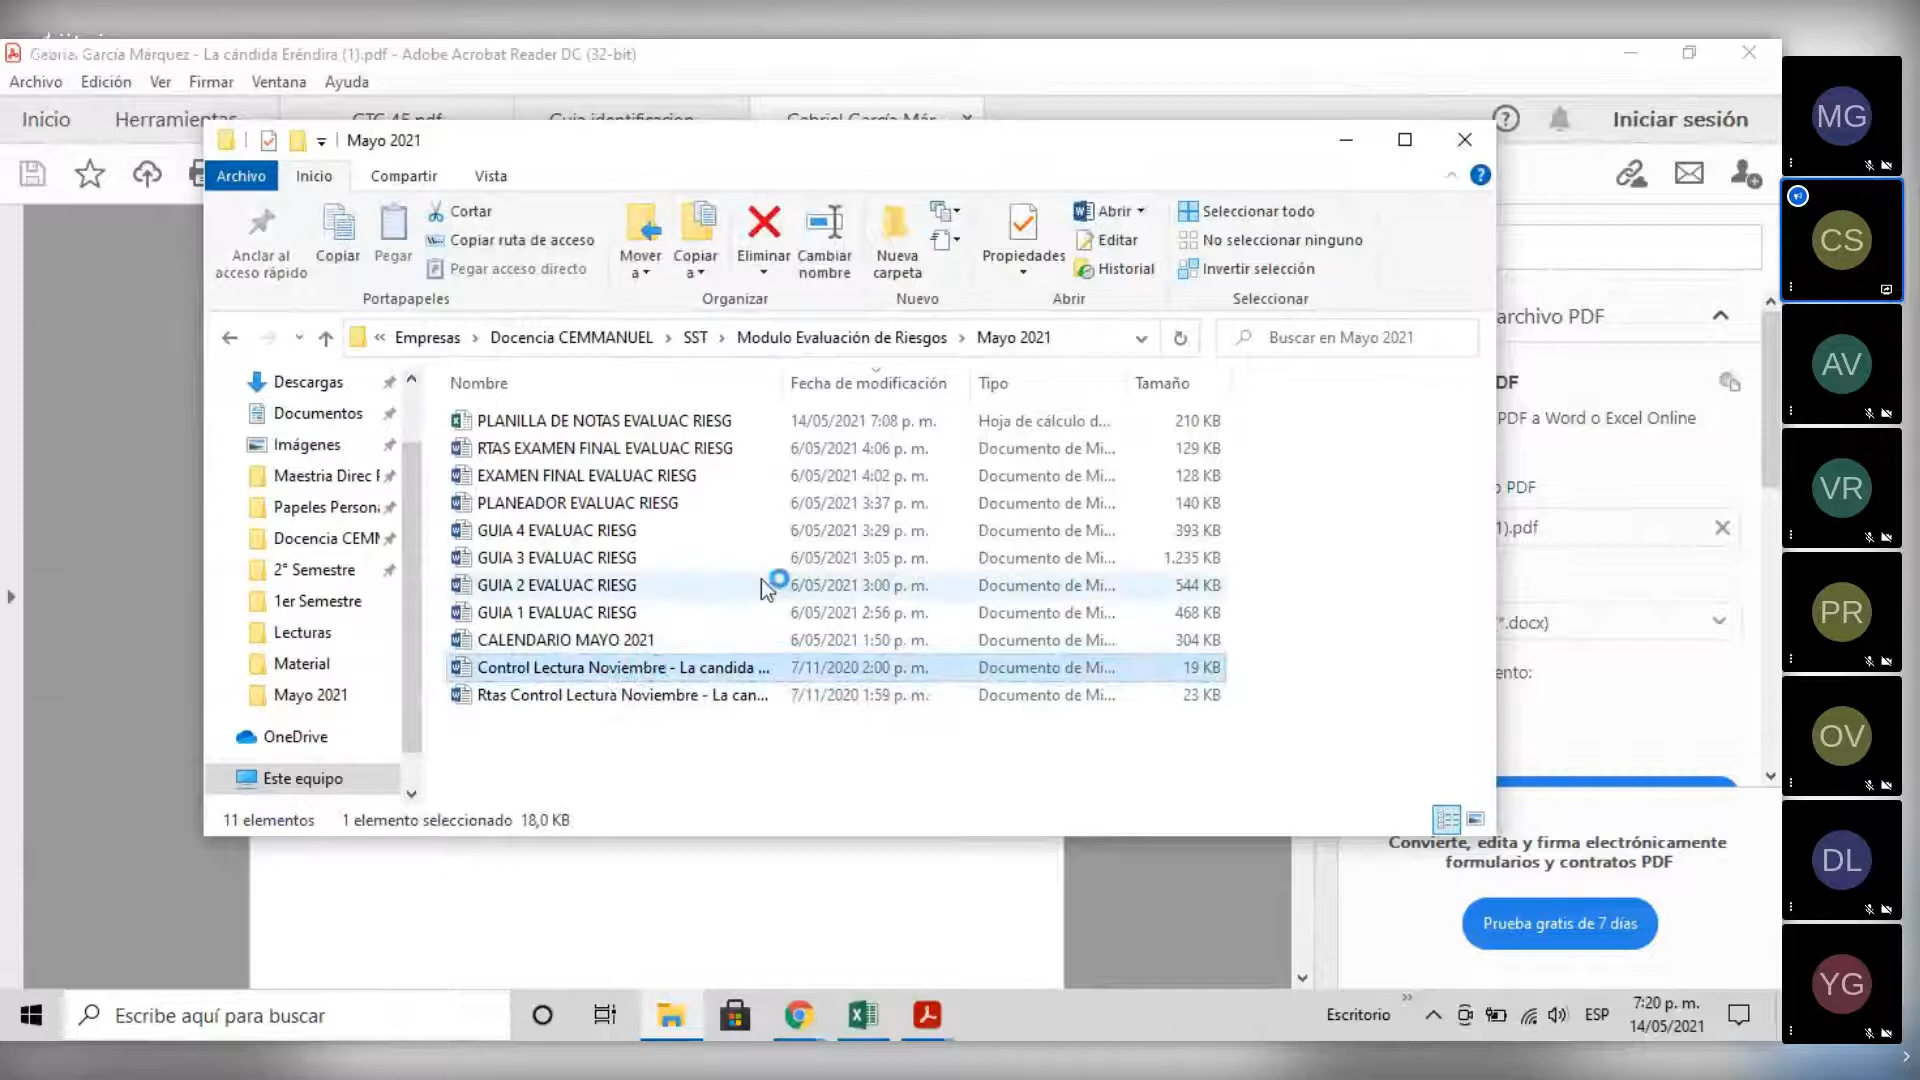 Gabriel García Márquez - La cándida Eréndira (1).pdf - Adobe Acrobat Reader DC (32-bit)
Archivo Edición Ver Firmar Ventana Ayuda
Inicio Herramientas GTC 45.pdf Guia identificacion Gabriel García Már... Iniciar sesión
Mayo 2021
Archivo Inicio Compartir Vista
Anclar al acceso rápido
Copiar
Pegar
Cortar
Copiar ruta de acceso
Pegar acceso directo
Portapapeles
Mover a
Copiar a
Eliminar
Cambiar nombre
Organizar
Nueva carpeta
Nuevo
Propiedades
Abrir
Editar
Historial
Abrir
Seleccionar todo
No seleccionar ninguno
Invertir selección
Seleccionar
« Empresas › Docencia CEMMANUEL › SST › Modulo Evaluación de Riesgos › Mayo 2021
Buscar en Mayo 2021
Descargas
Documentos
Imágenes
Maestria Direc F
Papeles Persona
Docencia CEMM
2° Semestre
1er Semestre
Lecturas
Material
Mayo 2021
OneDrive
Este equipo
Nombre Fecha de modificación Tipo Tamaño
PLANILLA DE NOTAS EVALUAC RIESG 14/05/2021 7:08 p. m. Hoja de cálculo d... 210 KB
RTAS EXAMEN FINAL EVALUAC RIESG 6/05/2021 4:06 p. m. Documento de Mi... 129 KB
EXAMEN FINAL EVALUAC RIESG 6/05/2021 4:02 p. m. Documento de Mi... 128 KB
PLANEADOR EVALUAC RIESG 6/05/2021 3:37 p. m. Documento de Mi... 140 KB
GUIA 4 EVALUAC RIESG 6/05/2021 3:29 p. m. Documento de Mi... 393 KB
GUIA 3 EVALUAC RIESG 6/05/2021 3:05 p. m. Documento de Mi... 1.235 KB
GUIA 2 EVALUAC RIESG 6/05/2021 3:00 p. m. Documento de Mi... 544 KB
GUIA 1 EVALUAC RIESG 6/05/2021 2:56 p. m. Documento de Mi... 468 KB
CALENDARIO MAYO 2021 6/05/2021 1:50 p. m. Documento de Mi... 304 KB
Control Lectura Noviembre - La candida ... 7/11/2020 2:00 p. m. Documento de Mi... 19 KB
Rtas Control Lectura Noviembre - La can... 7/11/2020 1:59 p. m. Documento de Mi... 23 KB
11 elementos 1 elemento seleccionado 18,0 KB
archivo PDF
DF
PDF a Word o Excel Online
PDF
1).pdf
*.docx)
ento:
Convierte, edita y firma electrónicamente
formularios y contratos PDF
Prueba gratis de 7 días
MG
CS
AV
VR
PR
OV
DL
YG
Escribe aquí para buscar
Escritorio
ESP
7:20 p. m.
14/05/2021